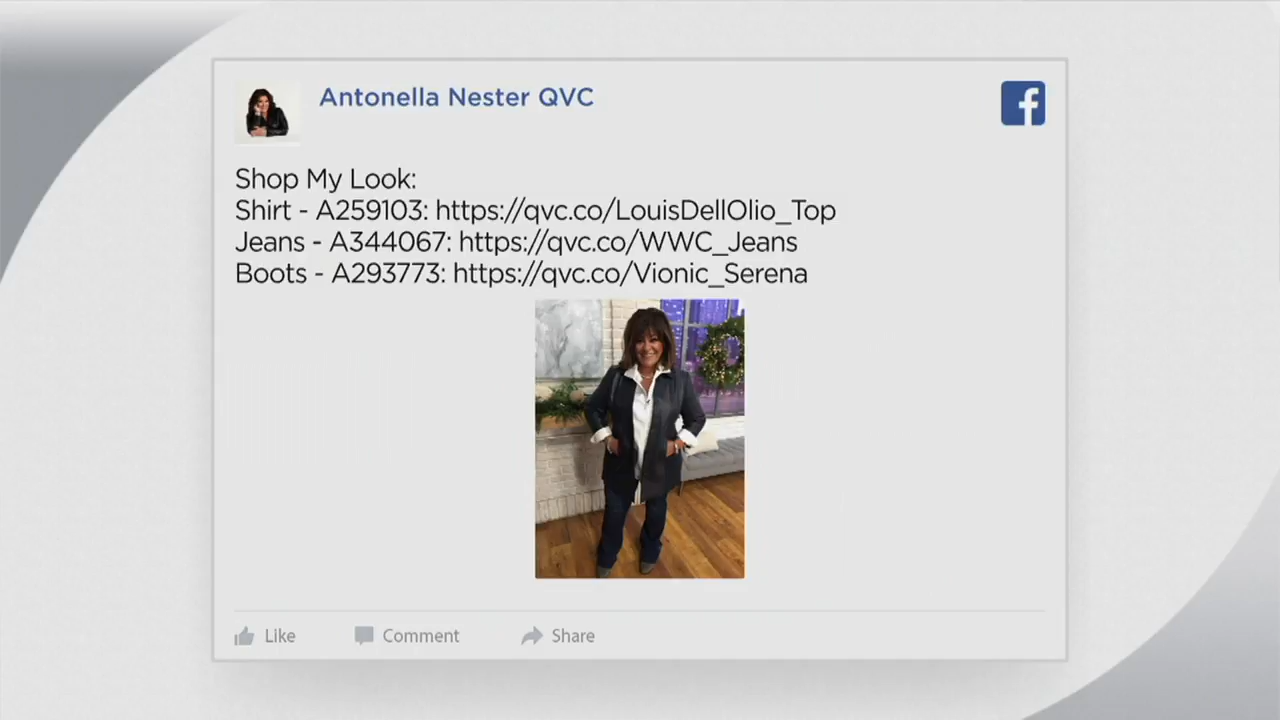 Antonella Nester QVC
Shop My Look:
Shirt - A259103: https://qvc.co/LouisDellOlio_Top
Jeans - A344067: https://qvc.co/WWC_Jeans
Boots - A293773: https://qvc.co/Vionic_Serena
Like Comment Share